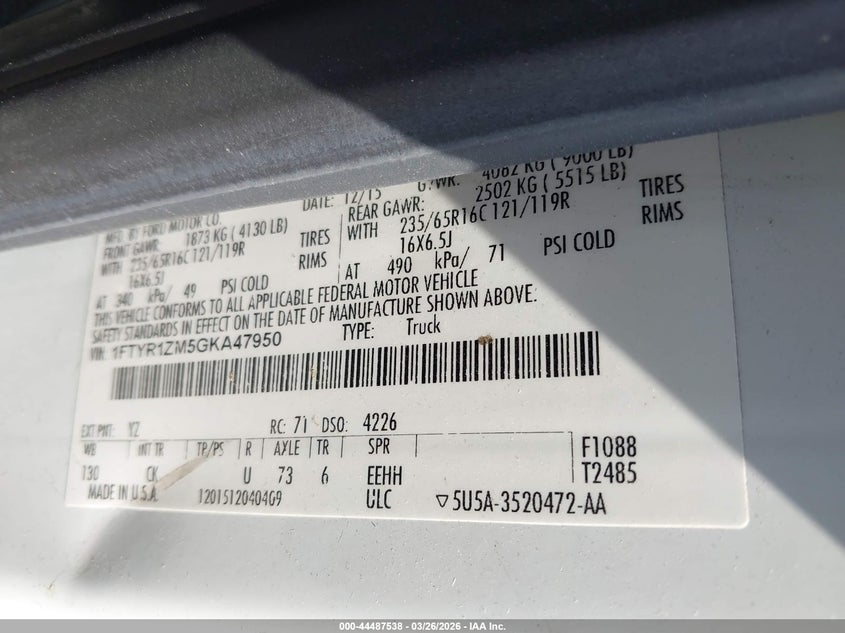 DATE: 12/15 GVWR: 4082 KG ( 9000 LB)
MFD. BY FORD MOTOR CO.
FRONT GAWR: 1873 KG ( 4130 LB)
WITH 235/65R16C 121/119R TIRES
16X6.5J RIMS
AT 340 kPa/ 49 PSI COLD
REAR GAWR: 2502 KG ( 5515 LB)
WITH 235/65R16C 121/119R TIRES
16X6.5J RIMS
AT 490 kPa/ 71 PSI COLD
THIS VEHICLE CONFORMS TO ALL APPLICABLE FEDERAL MOTOR VEHICLE
SAFETY STANDARDS IN EFFECT ON THE DATE OF MANUFACTURE SHOWN ABOVE.
VIN: 1FTYR1ZM5GKA47950 TYPE: Truck
EXT PNT: YZ RC: 71 DSO: 4226
WB INT TR TP/PS R AXLE TR SPR F1088
130 CK U 73 6 EEHH T2485
MADE IN U.S.A. 12015120404G9 ULC ▽5U5A-3520472-AA
000-44487538 - 03/26/2026 - IAA Inc.